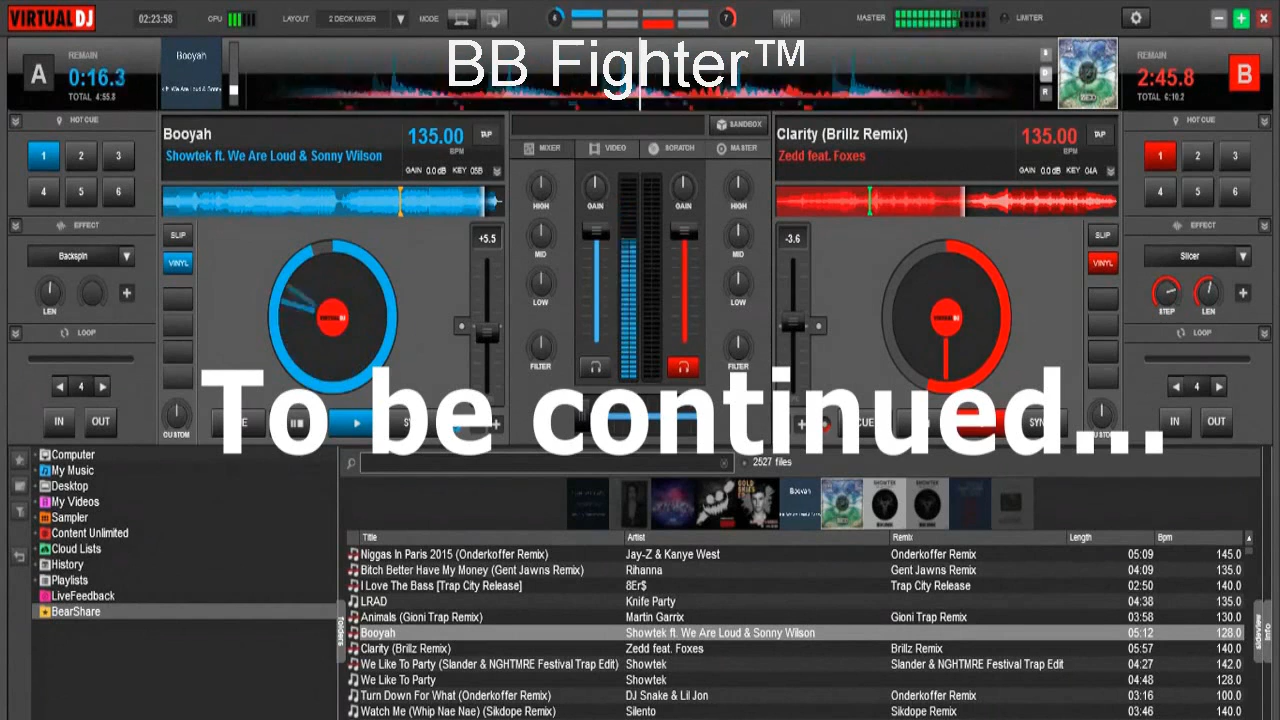 VIRTUAL DJ
02:23:58
CPU
LAYOUT
2 DECK MIXER
MODE
6
7
MASTER
LIMITER
BB Fighter™
A
REMAIN
0:16.3
TOTAL 4:55.8
Booyah
B
D
R
REMAIN
2:45.8
TOTAL 6:10.2
B
HOT CUE
1 2 3
4 5 6
EFFECT
Backspin
LEN
LOOP
4
IN OUT
Booyah
Showtek ft. We Are Loud & Sonny Wilson
135.00
BPM
TAP
GAIN 0.0 dB KEY 05B
SLIP
VINYL
+5.5
CUSTOM
SANDBOX
MIXER VIDEO SCRATCH MASTER
HIGH GAIN GAIN HIGH
MID MID
LOW LOW
FILTER FILTER
Clarity (Brillz Remix)
Zedd feat. Foxes
135.00
BPM
TAP
GAIN 0.0 dB KEY 04A
-3.6
SLIP
VINYL
HOT CUE
1 2 3
4 5 6
EFFECT
Slicer
STEP LEN
LOOP
4
IN OUT
CUE
To be continued...
Computer
My Music
Desktop
My Videos
Sampler
Content Unlimited
Cloud Lists
History
Playlists
LiveFeedback
BearShare
folders
2527 files
Title Artist Remix Length Bpm
Niggas In Paris 2015 (Onderkoffer Remix) Jay-Z & Kanye West Onderkoffer Remix 05:09 145.0
Bitch Better Have My Money (Gent Jawns Remix) Rihanna Gent Jawns Remix 04:09 135.0
I Love The Bass [Trap City Release] 8Er$ Trap City Release 02:50 140.0
LRAD Knife Party 04:38 135.0
Animals (Gioni Trap Remix) Martin Garrix Gioni Trap Remix 03:58 130.0
Booyah Showtek ft. We Are Loud & Sonny Wilson 05:12 128.0
Clarity (Brillz Remix) Zedd feat. Foxes Brillz Remix 05:57 140.0
We Like To Party (Slander & NGHTMRE Festival Trap Edit) Showtek Slander & NGHTMRE Festival Trap Edit 04:27 142.0
We Like To Party Showtek 04:48 128.0
Turn Down For What (Onderkoffer Remix) DJ Snake & Lil Jon Onderkoffer Remix 03:16 100.0
Watch Me (Whip Nae Nae) (Sikdope Remix) Silento Sikdope Remix 03:46 140.0
sideview
info